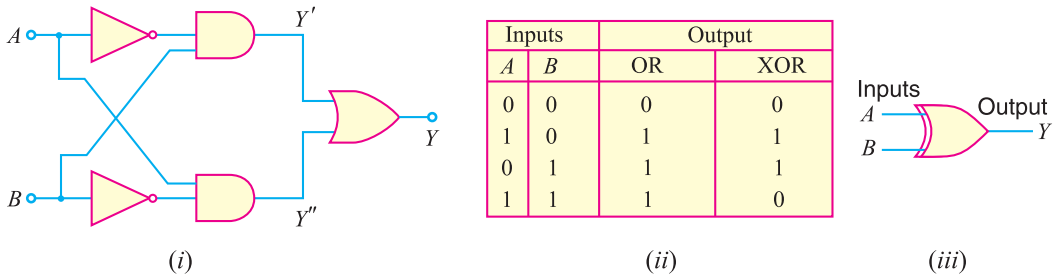 A
B
Y′
Y″
Y
(i)
Inputs Output
A B OR XOR
0 0 0 0
1 0 1 1
0 1 1 1
1 1 1 0
(ii)
Inputs
A
B
Output
Y
(iii)